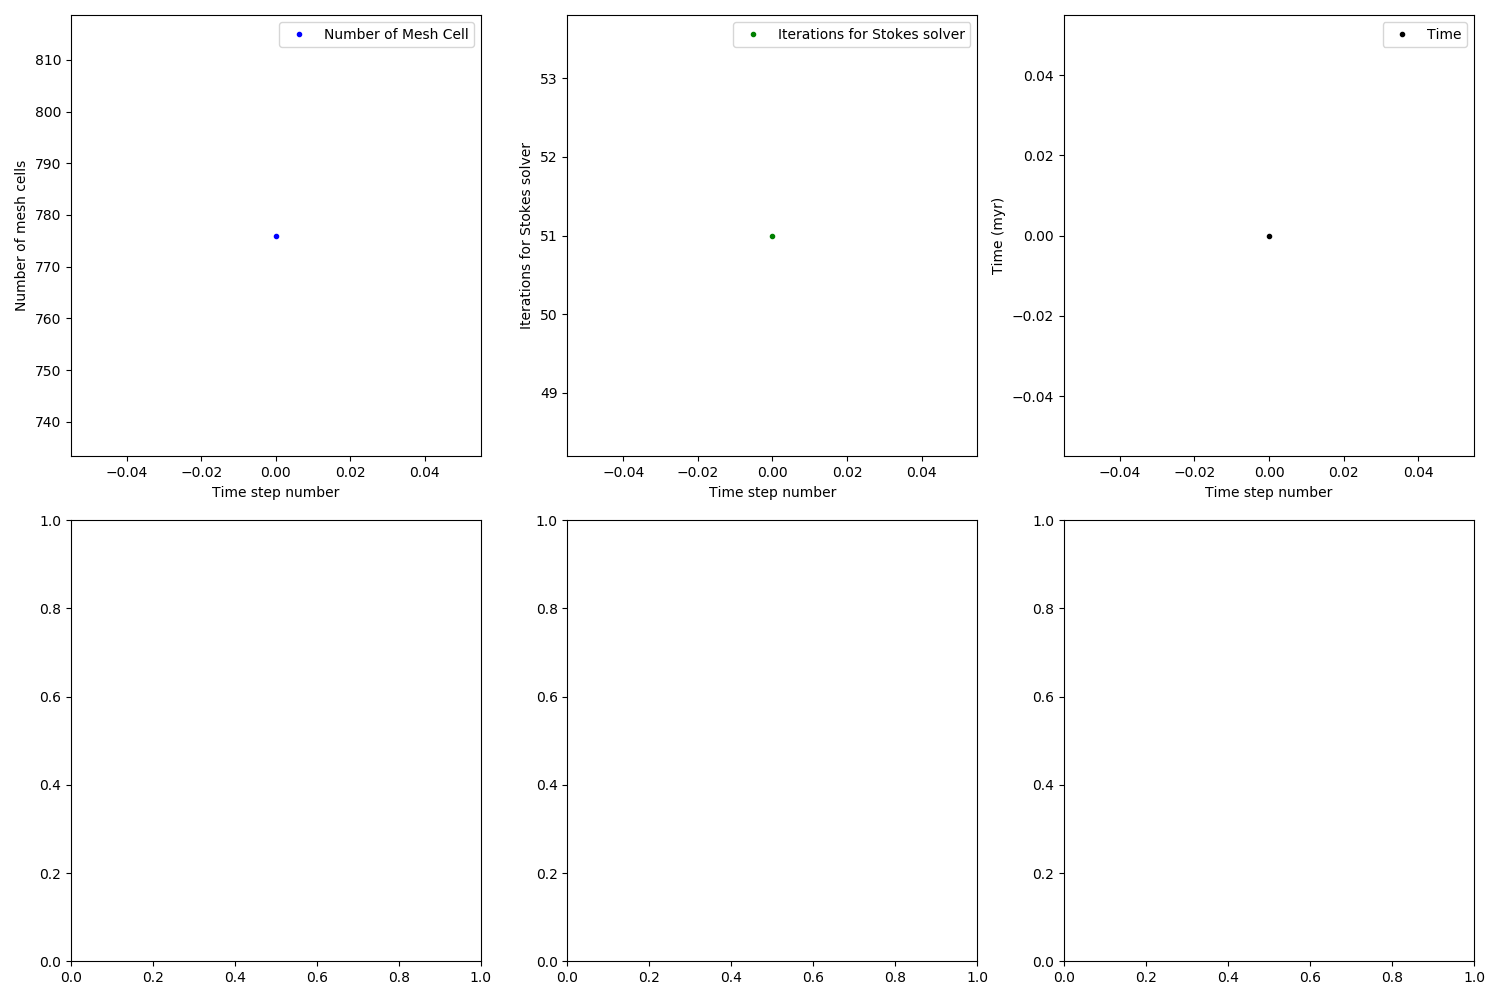 Number of Mesh Cell
810
800
790
780
770
760
750
740
Number of mesh cells
−0.04 −0.02 0.00 0.02 0.04
Time step number
Iterations for Stokes solver
53
52
51
50
49
Iterations for Stokes solver
−0.04 −0.02 0.00 0.02 0.04
Time step number
Time
0.04
0.02
0.00
−0.02
−0.04
Time (myr)
−0.04 −0.02 0.00 0.02 0.04
Time step number
1.0
0.8
0.6
0.4
0.2
0.0
0.0 0.2 0.4 0.6 0.8 1.0
1.0
0.8
0.6
0.4
0.2
0.0
0.0 0.2 0.4 0.6 0.8 1.0
1.0
0.8
0.6
0.4
0.2
0.0
0.0 0.2 0.4 0.6 0.8 1.0